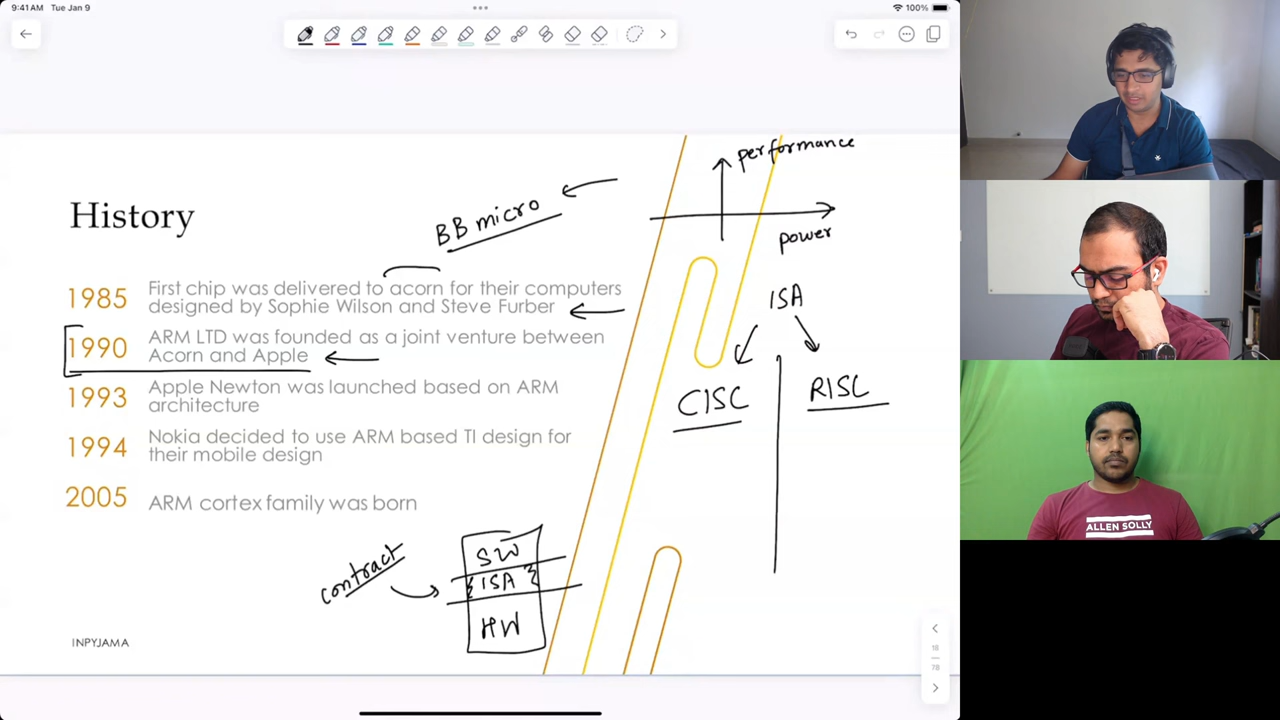 9:41 AM Tue Jan 9
100%
performance
power
History
BB micro
1985
First chip was delivered to acorn for their computers
designed by Sophie Wilson and Steve Furber
1990
ARM LTD was founded as a joint venture between
Acorn and Apple
1993
Apple Newton was launched based on ARM
architecture
1994
Nokia decided to use ARM based TI design for
their mobile design
2005
ARM cortex family was born
ISA
CISC
RISC
contract
SW
ISA
HW
INPYJAMA
18
78
ALLEN SOLLY